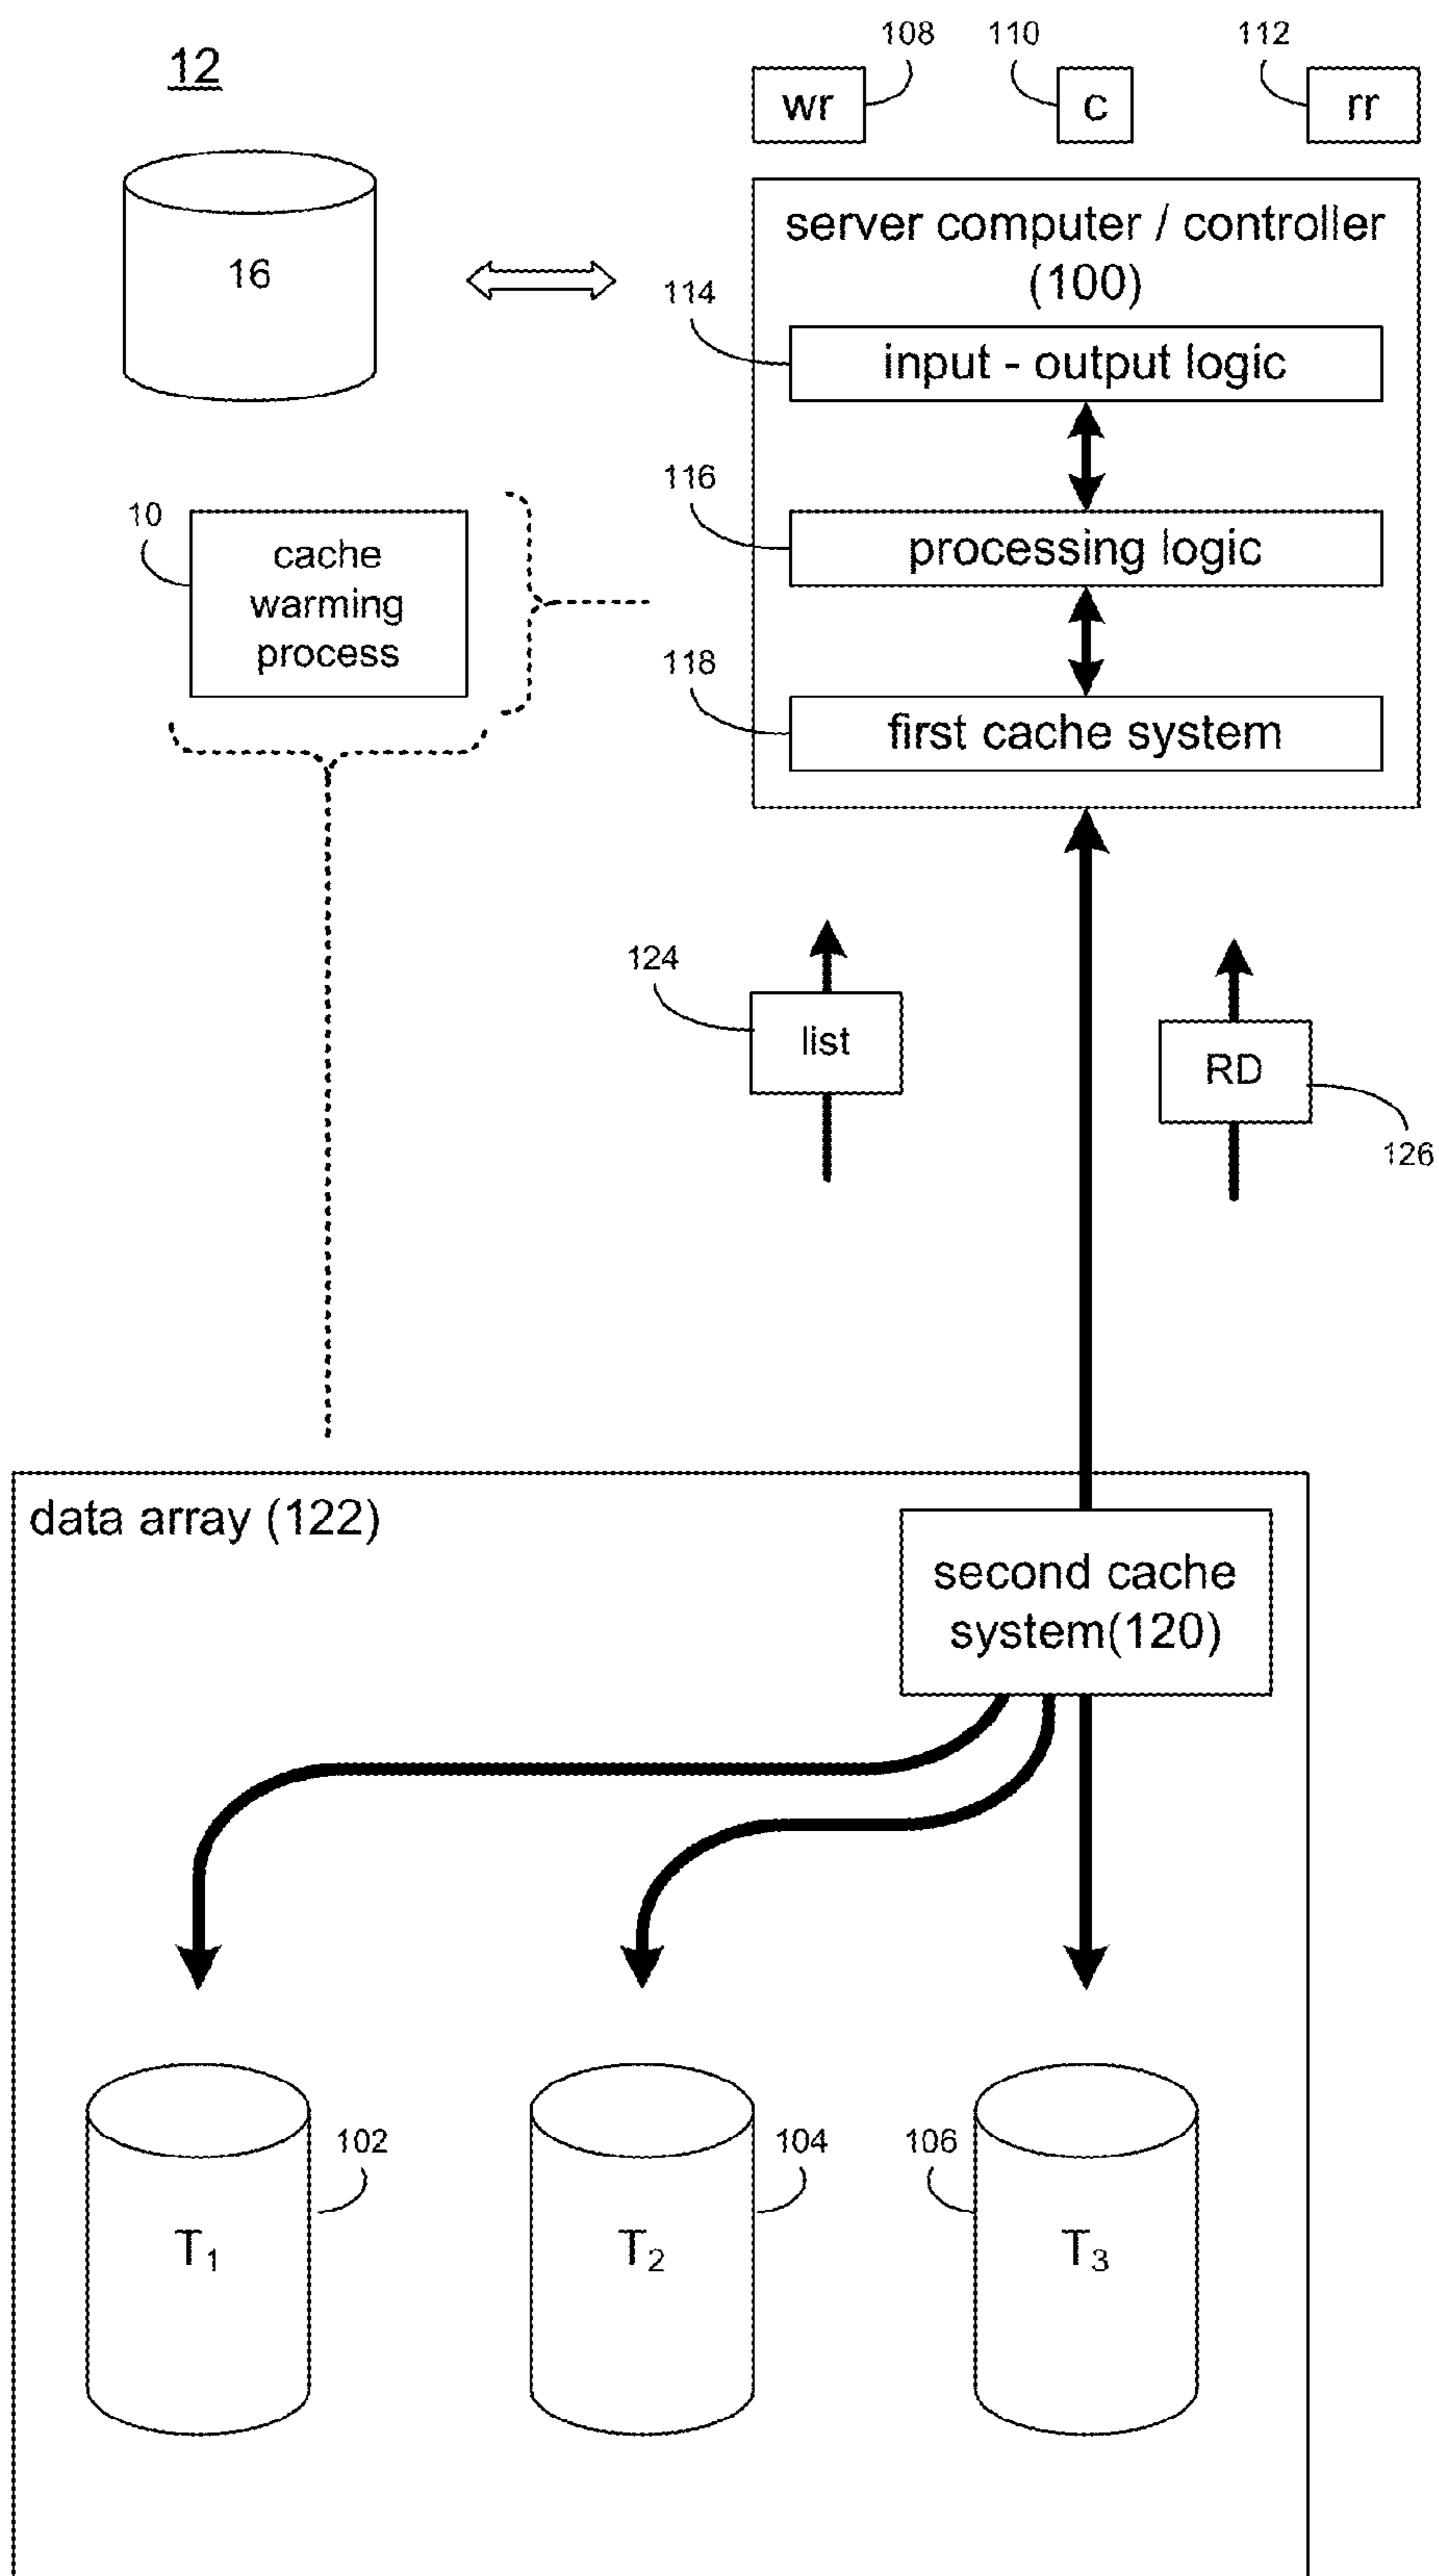 12
108
110
112
wr
c
rr
16
server computer / controller
(100)
114
input - output logic
116
processing logic
10
cache
warming
process
118
first cache system
124
list
RD
126
data array (122)
second cache
system(120)
102
104
106
T1
T2
T3